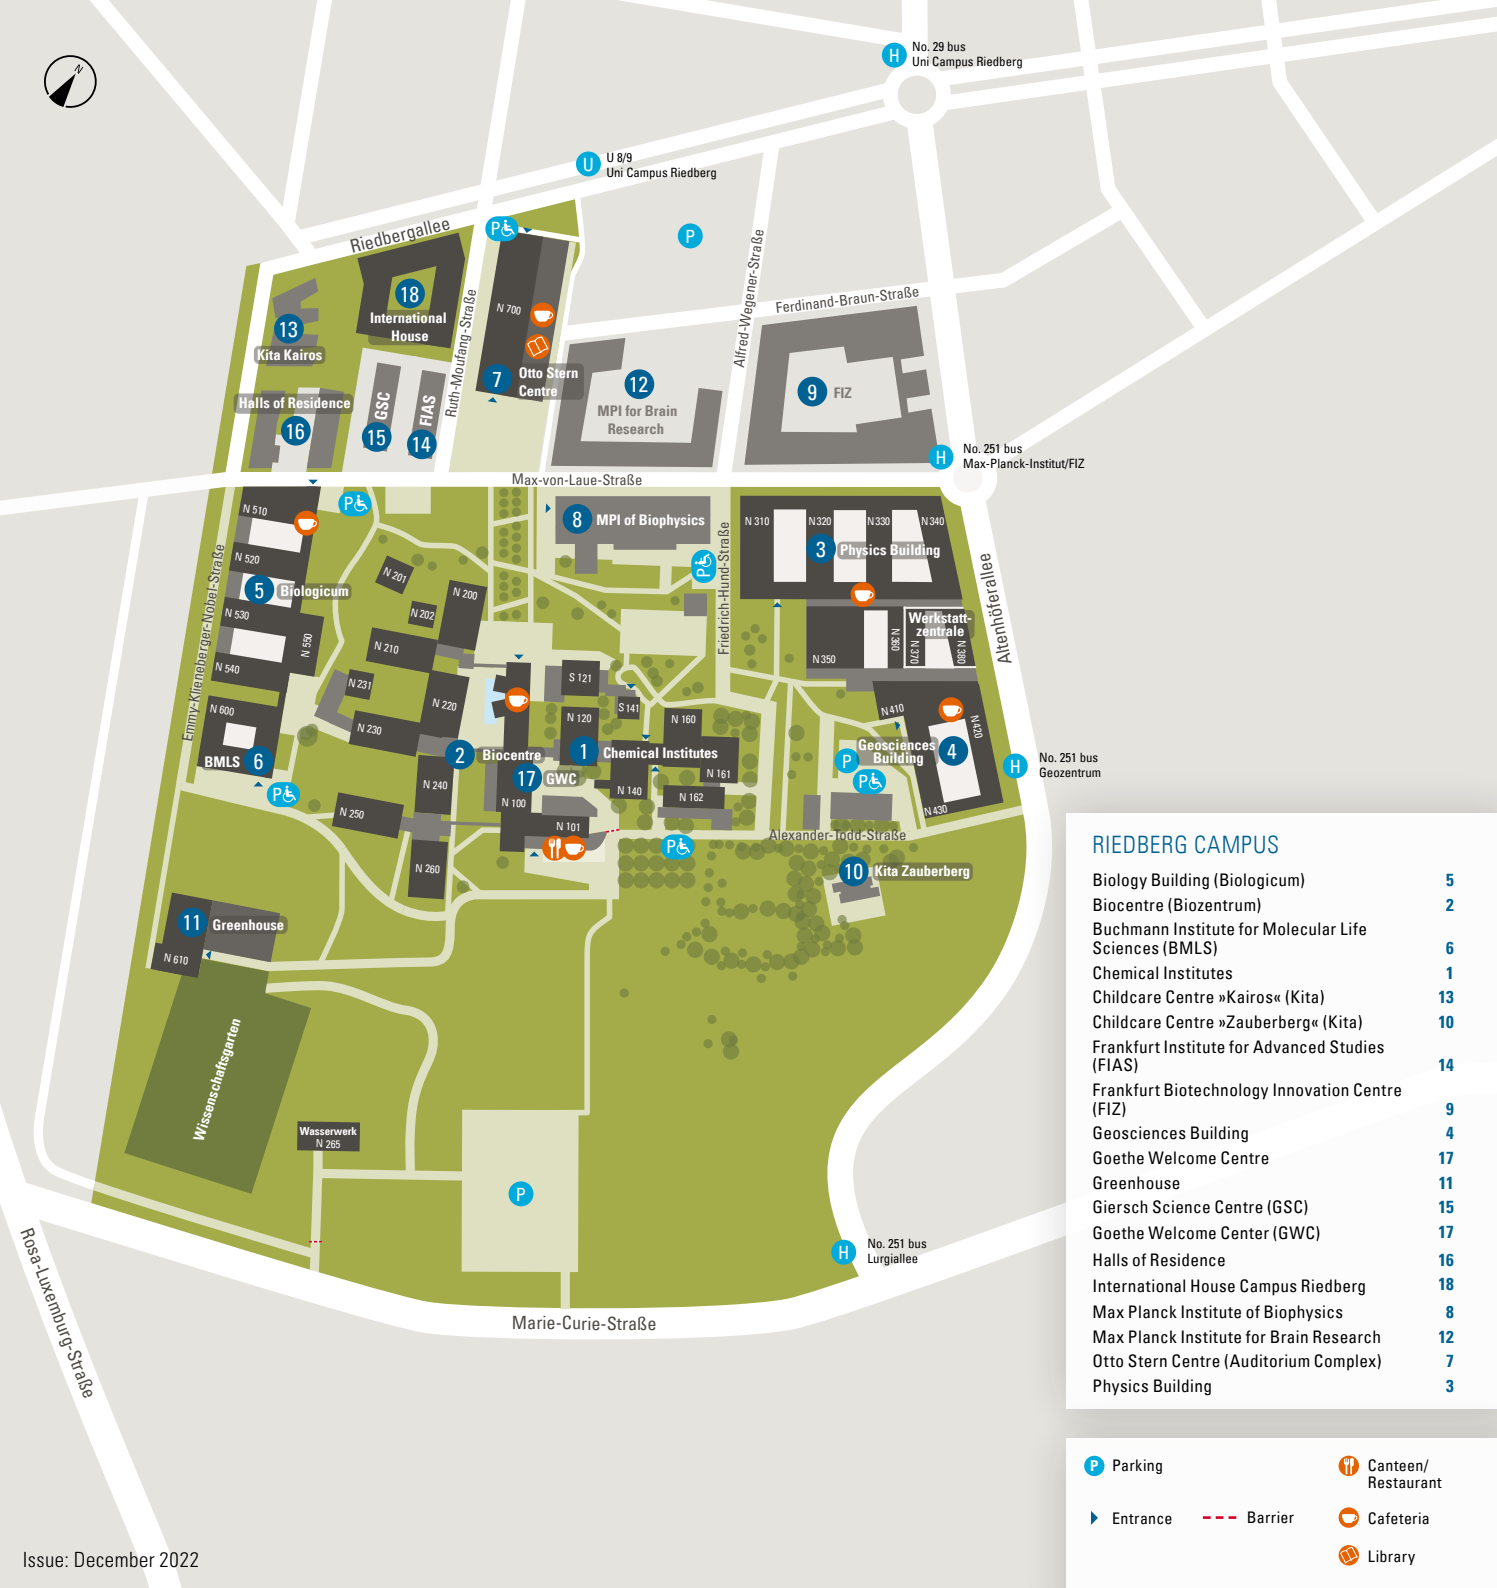 N
H
No. 29 bus
Uni Campus Riedberg
U
U 8/9
Uni Campus Riedberg
Riedbergallee
P
P
18
International
House
13
Kita Kairos
Ruth-Moufang-Straße
N 700
7
Otto Stern
Centre
Alfred-Wegener-Straße
Ferdinand-Braun-Straße
12
MPI for Brain
Research
9
FIZ
Halls of Residence
16
GSC
15
FIAS
14
H
No. 251 bus
Max-Planck-Institut/FIZ
Max-von-Laue-Straße
N 510
P
N 520
5
Biologicum
N 530
N 550
N 540
Emmy-Klieneberger-Nobel-Straße
N 600
BMLS
6
P
8
MPI of Biophysics
P
Friedrich-Hund-Straße
N 310
N 320
N 330
N 340
3
Physics Building
Werkstatt-
zentrale
N 350
N 360
N 370
N 380
Altenhöferallee
N 201
N 202
N 200
N 210
N 231
N 230
N 220
2
Biocentre
17
GWC
S 121
S 141
N 120
N 160
1
Chemical Institutes
N 161
N 140
N 162
N 240
N 100
N 101
N 250
N 260
N 410
N 420
Geosciences
Building
4
P
P
N 430
H
No. 251 bus
Geozentrum
Alexander-Todd-Straße
P
10
Kita Zauberberg
11
Greenhouse
N 610
Wissenschaftsgarten
Wasserwerk
N 265
P
H
No. 251 bus
Lurgiallee
Marie-Curie-Straße
Rosa-Luxemburg-Straße
RIEDBERG CAMPUS
Biology Building (Biologicum) 5
Biocentre (Biozentrum) 2
Buchmann Institute for Molecular Life
Sciences (BMLS) 6
Chemical Institutes 1
Childcare Centre »Kairos« (Kita) 13
Childcare Centre »Zauberberg« (Kita) 10
Frankfurt Institute for Advanced Studies
(FIAS) 14
Frankfurt Biotechnology Innovation Centre
(FIZ) 9
Geosciences Building 4
Goethe Welcome Centre 17
Greenhouse 11
Giersch Science Centre (GSC) 15
Goethe Welcome Center (GWC) 17
Halls of Residence 16
International House Campus Riedberg 18
Max Planck Institute of Biophysics 8
Max Planck Institute for Brain Research 12
Otto Stern Centre (Auditorium Complex) 7
Physics Building 3
P Parking
Canteen/
Restaurant
Entrance
Barrier
Cafeteria
Library
Issue: December 2022